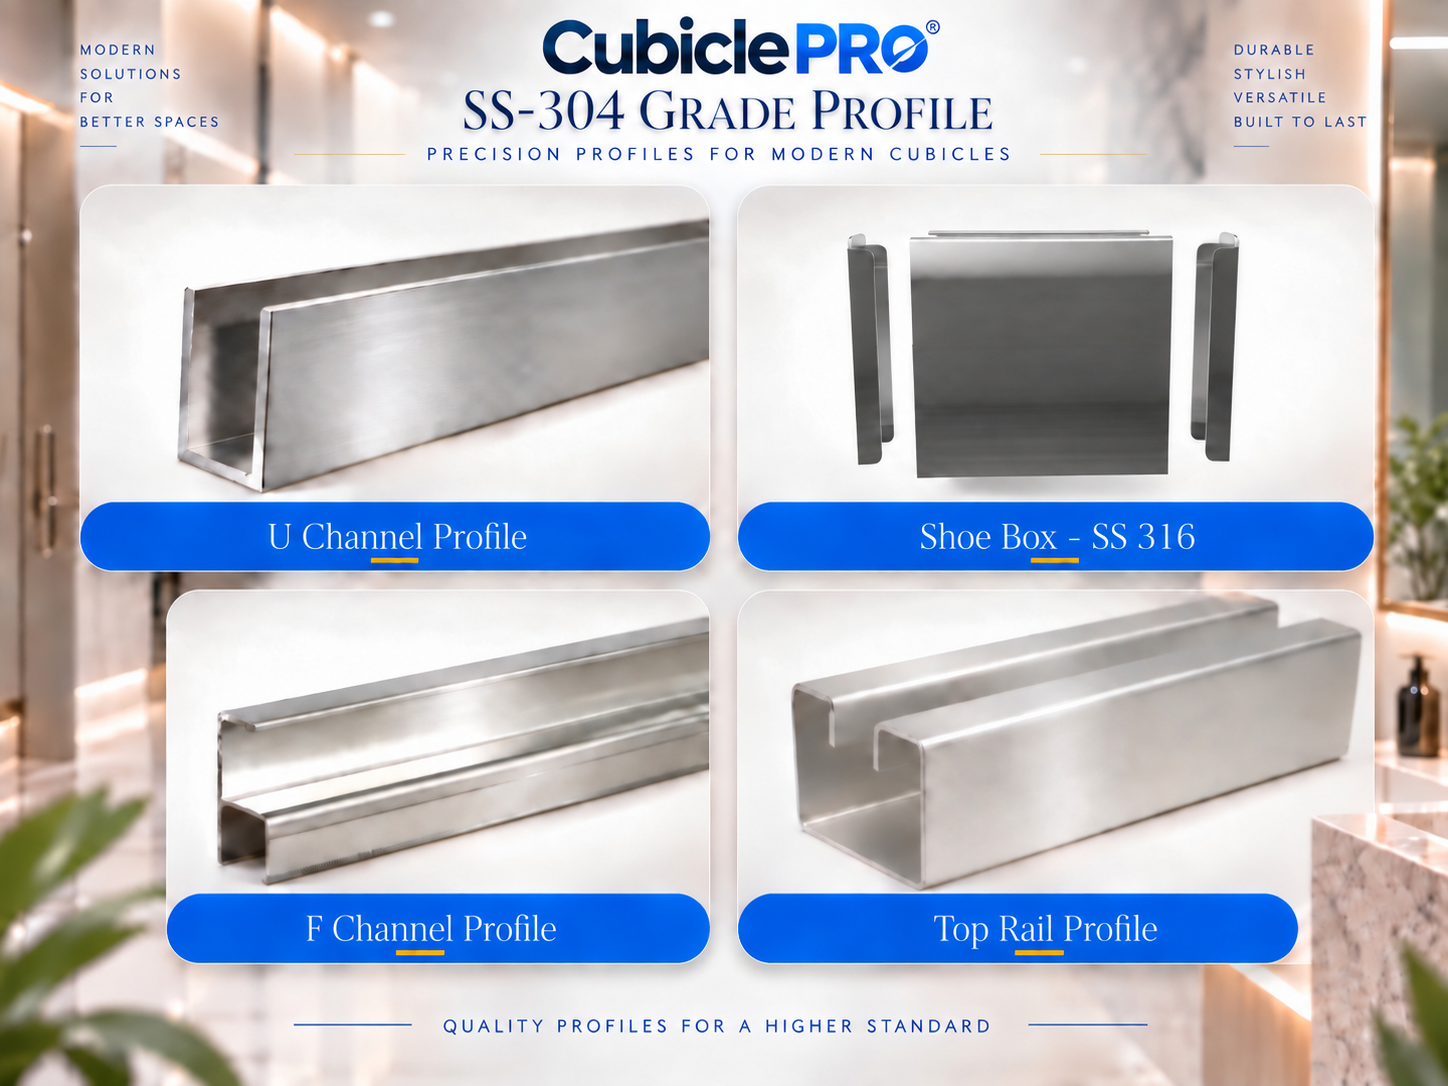 MODERN
SOLUTIONS
FOR
BETTER SPACES
CubiclePRO®
SS-304 GRADE PROFILE
PRECISION PROFILES FOR MODERN CUBICLES
DURABLE
STYLISH
VERSATILE
BUILT TO LAST
U Channel Profile
Shoe Box - SS 316
F Channel Profile
Top Rail Profile
QUALITY PROFILES FOR A HIGHER STANDARD